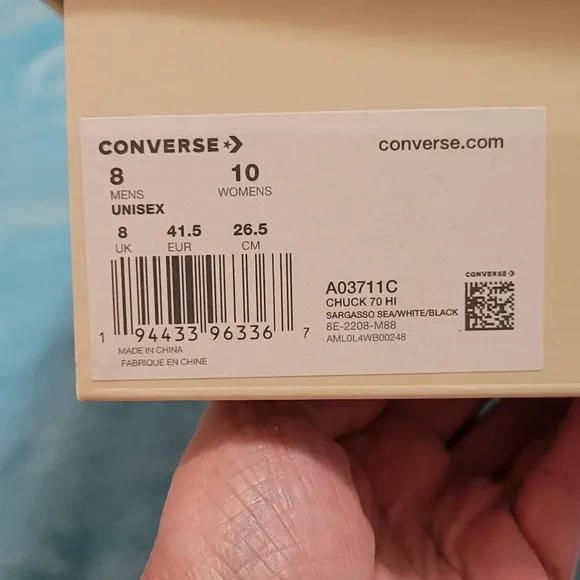 CONVERSE converse.com
8 10
MENS WOMENS
UNISEX
8 41.5 26.5
UK EUR CM
CONVERSE
A03711C
CHUCK 70 HI
SARGASSO SEA/WHITE/BLACK
8E-2208-M88
AML0L4WB00248
1 94433 96336 7
MADE IN CHINA
FABRIQUE EN CHINE